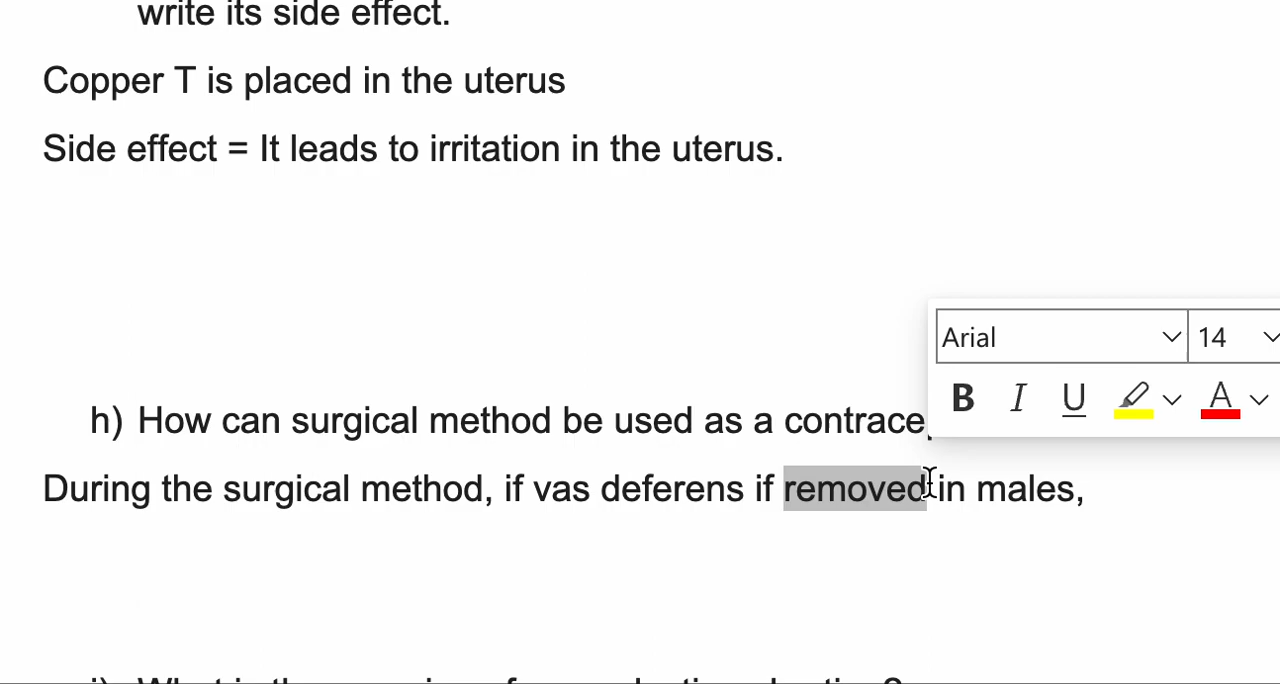 write its side effect.
Copper T is placed in the uterus
Side effect = It leads to irritation in the uterus.
Arial 14
B I U A
h) How can surgical method be used as a contrace
During the surgical method, if vas deferens if removed in males,